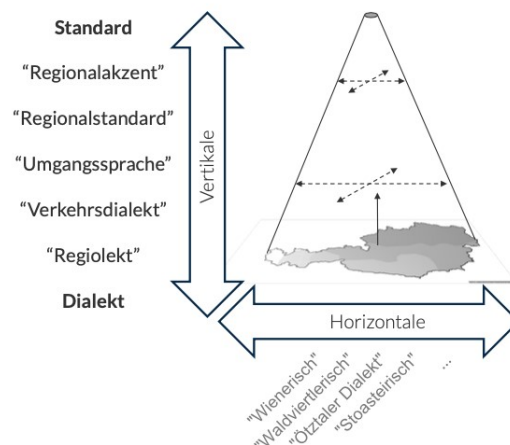 Standard
“Regionalakzent”
“Regionalstandard”
“Umgangssprache”
“Verkehrsdialekt”
“Regiolekt”
Dialekt
Vertikale
Horizontale
"Wienerisch"
"Waldviertlerisch"
"Ötztaler Dialekt"
"Stoasteirisch"
...